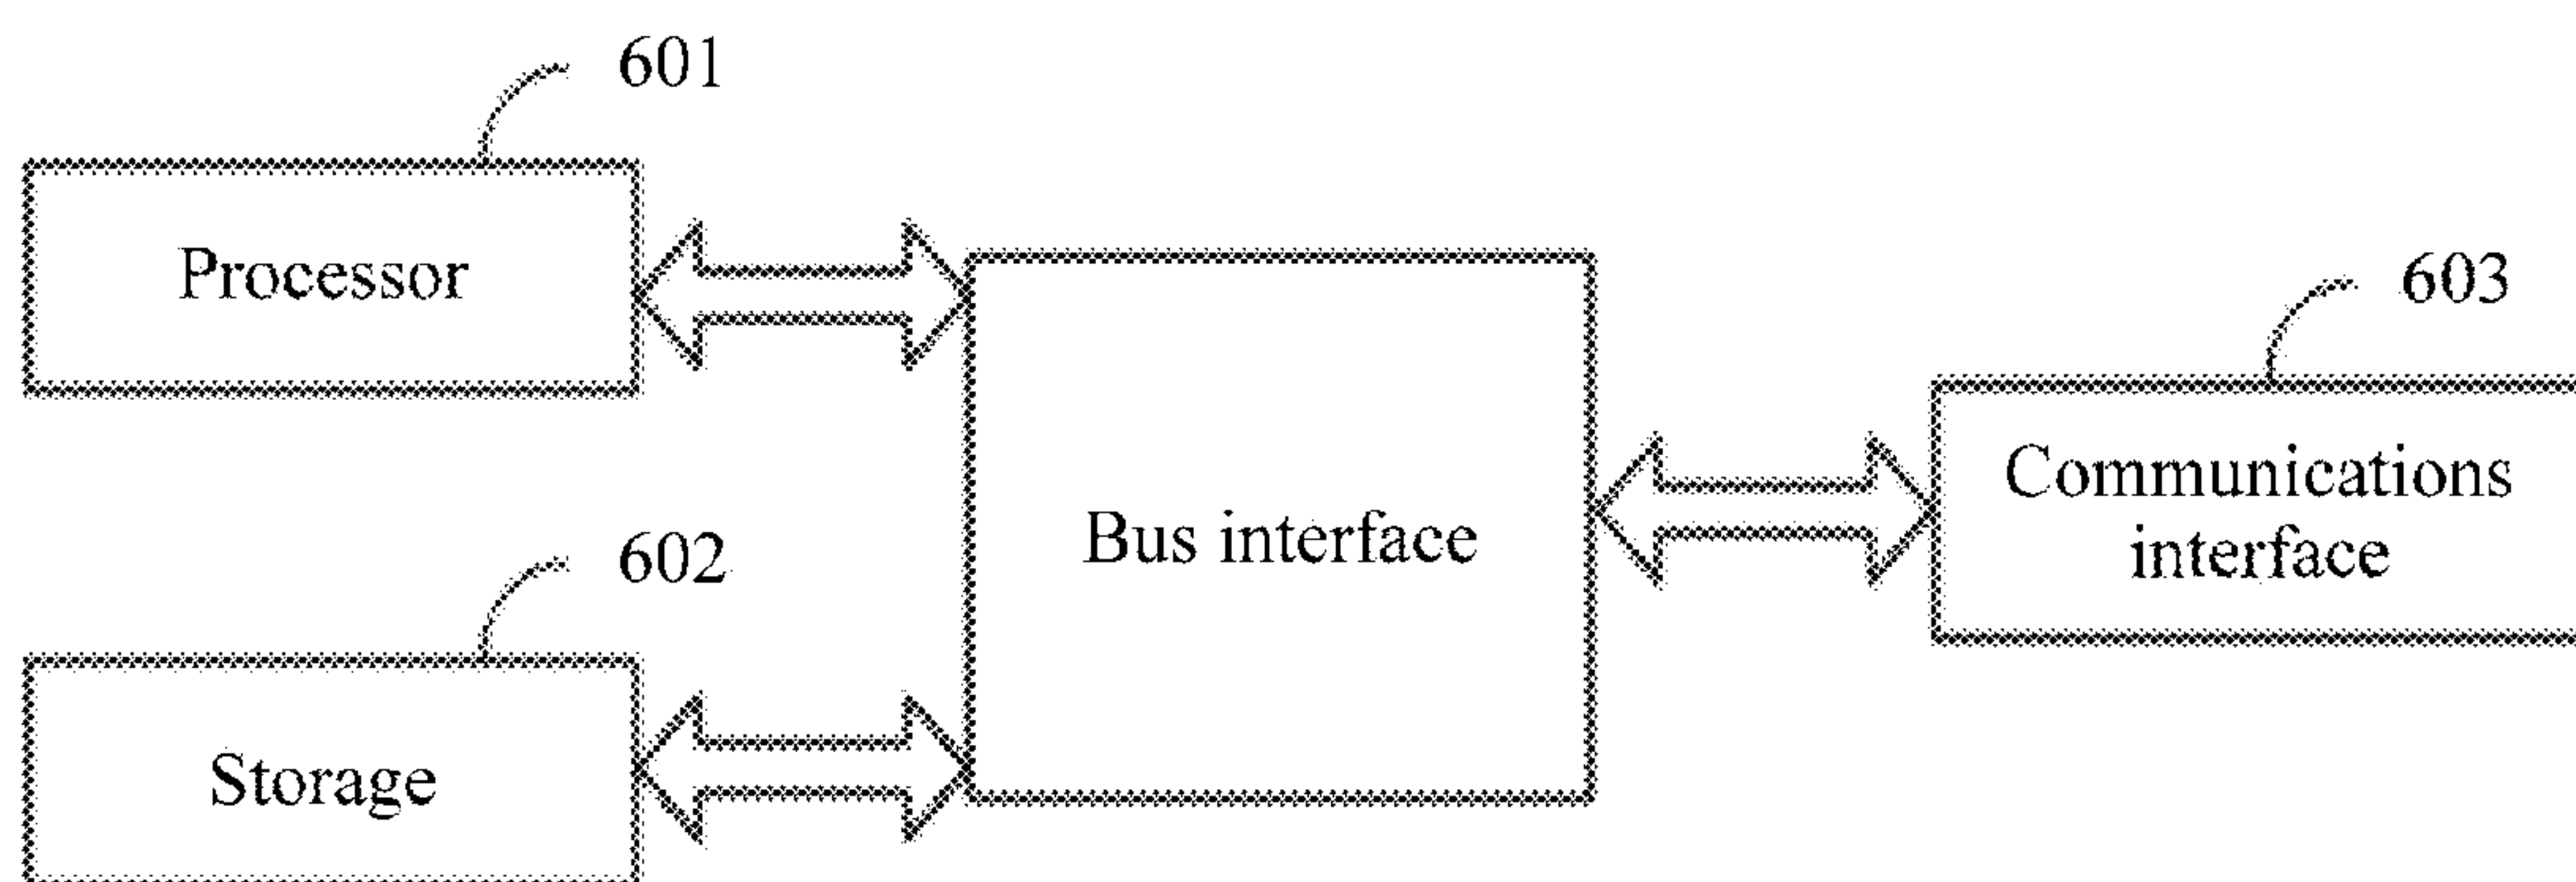 601
Processor
603
Communications
interface
Bus interface
602
Storage